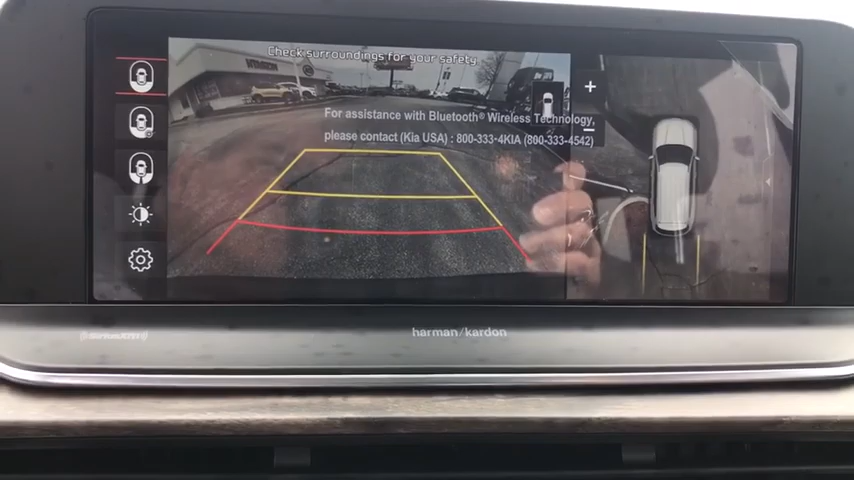 Check surroundings for your safety
For assistance with Bluetooth® Wireless Technology,
please contact (Kia USA) : 800-333-4KIA (800-333-4542)
SiriusXM
harman/kardon